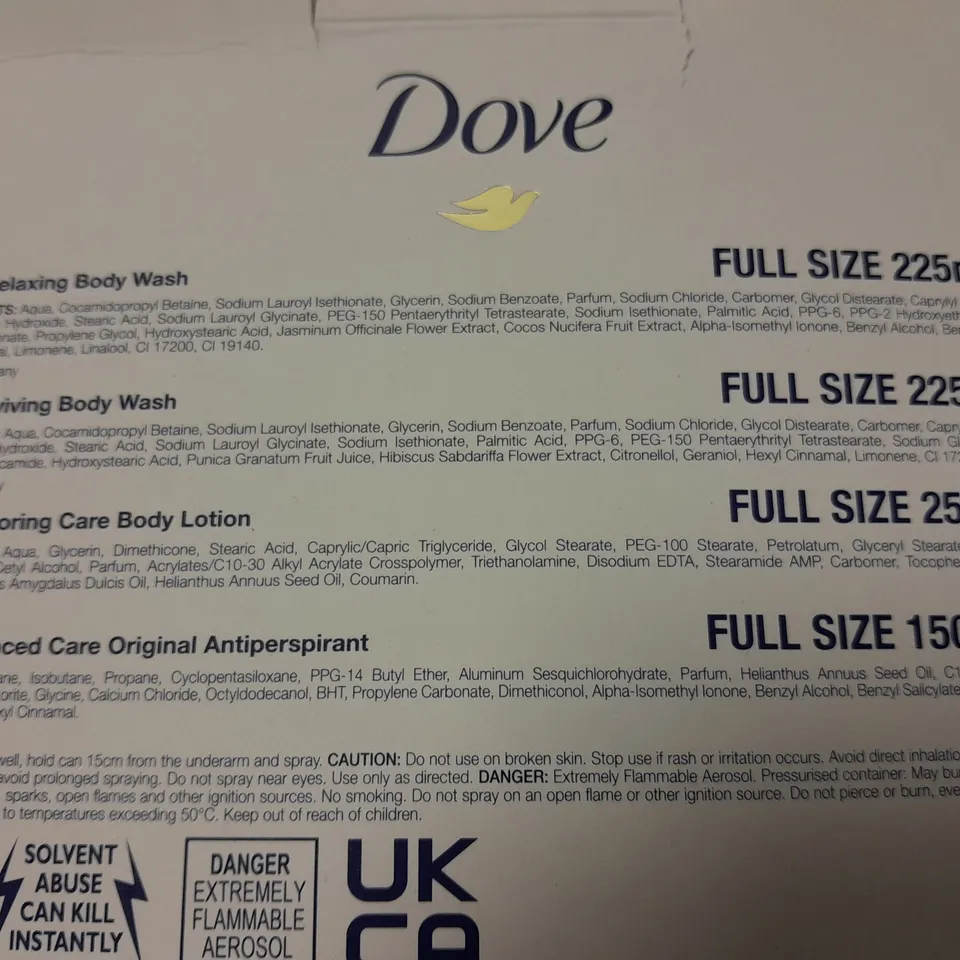 Dove
elaxing Body Wash
FULL SIZE 225
TS: Aqua, Cocamidopropyl Betaine, Sodium Lauroyl Isethionate, Glycerin, Sodium Benzoate, Parfum, Sodium Chloride, Carbomer, Glycol Distearate, Caprylyl
Hydroxide, Stearic Acid, Sodium Lauroyl Glycinate, PEG-150 Pentaerythrityl Tetrastearate, Sodium Isethionate, Palmitic Acid, PPG-6, PPG-2 Hydroxyeth
nate, Propylene Glycol, Hydroxystearic Acid, Jasminum Officinale Flower Extract, Cocos Nucifera Fruit Extract, Alpha-Isomethyl Ionone, Benzyl Alcohol, Ben
al, Limonene, Linalool, CI 17200, CI 19140.
any
viving Body Wash
FULL SIZE 225
Aqua, Cocamidopropyl Betaine, Sodium Lauroyl Isethionate, Glycerin, Sodium Benzoate, Parfum, Sodium Chloride, Glycol Distearate, Carbomer, Capry
ydroxide, Stearic Acid, Sodium Lauroyl Glycinate, Sodium Isethionate, Palmitic Acid, PPG-6, PEG-150 Pentaerythrityl Tetrastearate, Sodium Gl
camide, Hydroxystearic Acid, Punica Granatum Fruit Juice, Hibiscus Sabdariffa Flower Extract, Citronellol, Geraniol, Hexyl Cinnamal, Limonene, CI 172
y
oring Care Body Lotion
FULL SIZE 25
Aqua, Glycerin, Dimethicone, Stearic Acid, Caprylic/Capric Triglyceride, Glycol Stearate, PEG-100 Stearate, Petrolatum, Glyceryl Stearate
Cetyl Alcohol, Parfum, Acrylates/C10-30 Alkyl Acrylate Crosspolymer, Triethanolamine, Disodium EDTA, Stearamide AMP, Carbomer, Tocophe
s Amygdalus Dulcis Oil, Helianthus Annuus Seed Oil, Coumarin.
ced Care Original Antiperspirant
FULL SIZE 150
ane, Isobutane, Propane, Cyclopentasiloxane, PPG-14 Butyl Ether, Aluminum Sesquichlorohydrate, Parfum, Helianthus Annuus Seed Oil, C1
orite, Glycine, Calcium Chloride, Octyldodecanol, BHT, Propylene Carbonate, Dimethiconol, Alpha-Isomethyl Ionone, Benzyl Alcohol, Benzyl Salicylate
xyl Cinnamal.
well, hold can 15cm from the underarm and spray. CAUTION: Do not use on broken skin. Stop use if rash or irritation occurs. Avoid direct inhalatio
avoid prolonged spraying. Do not spray near eyes. Use only as directed. DANGER: Extremely Flammable Aerosol. Pressurised container: May bu
sparks, open flames and other ignition sources. No smoking. Do not spray on an open flame or other ignition source. Do not pierce or burn, eve
to temperatures exceeding 50°C. Keep out of reach of children.
SOLVENT
ABUSE
CAN KILL
INSTANTLY
DANGER
EXTREMELY
FLAMMABLE
AEROSOL
UK
CA